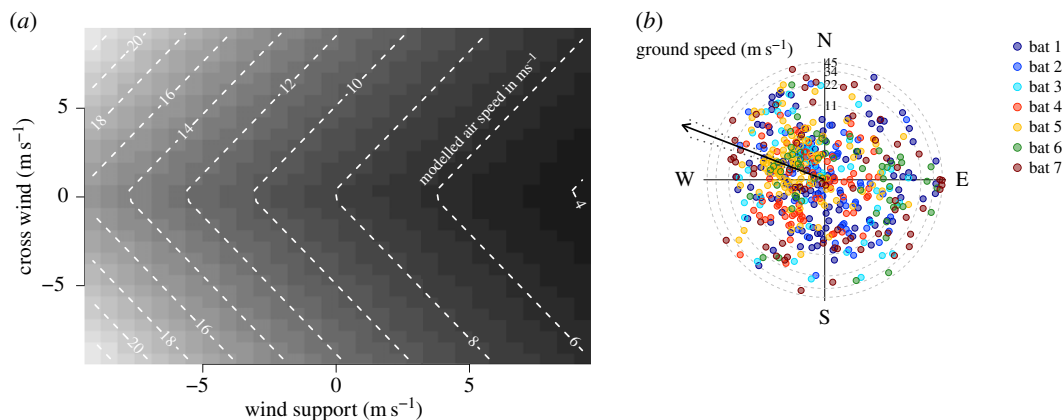 (a)
cross wind (m s⁻¹)
5
0
−5
−5
0
5
wind support (m s⁻¹)
20
18
16
14
12
10
modelled air speed in ms⁻¹
4
20
18
16
8
6
(b)
ground speed (m s⁻¹)
N
45
34
22
11
W
E
S
bat 1
bat 2
bat 3
bat 4
bat 5
bat 6
bat 7